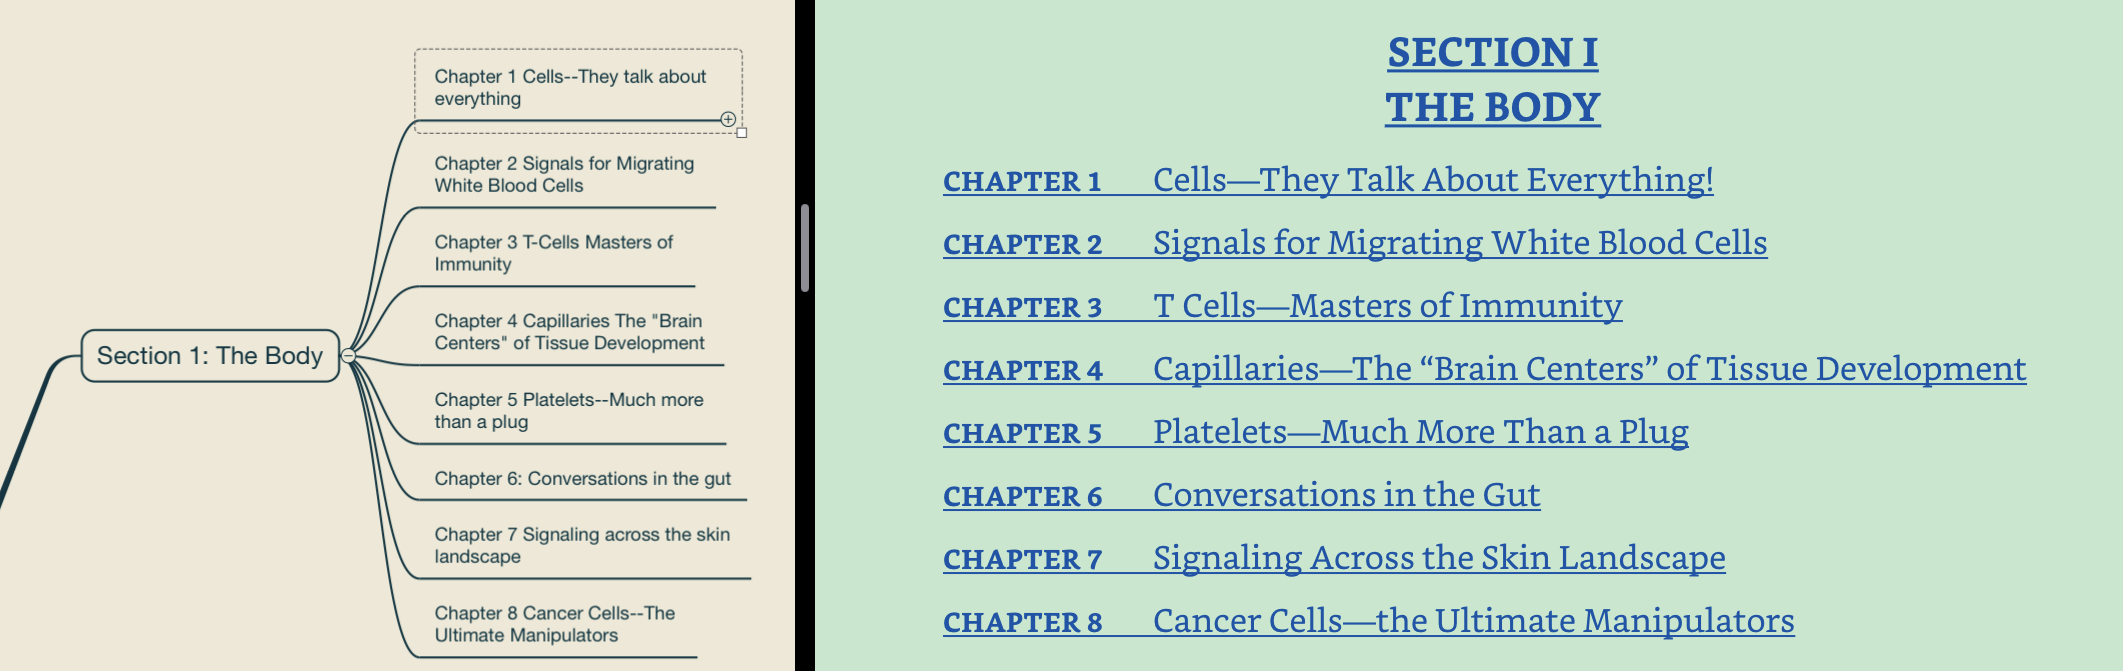 Chapter 1 Cells--They talk about
everything
Chapter 2 Signals for Migrating
White Blood Cells
Chapter 3 T-Cells Masters of
Immunity
Chapter 4 Capillaries The "Brain
Centers" of Tissue Development
Section 1: The Body
Chapter 5 Platelets--Much more
than a plug
Chapter 6: Conversations in the gut
Chapter 7 Signaling across the skin
landscape
Chapter 8 Cancer Cells--The
Ultimate Manipulators
SECTION I
THE BODY
CHAPTER 1 Cells—They Talk About Everything!
CHAPTER 2 Signals for Migrating White Blood Cells
CHAPTER 3 T Cells—Masters of Immunity
CHAPTER 4 Capillaries—The “Brain Centers” of Tissue Development
CHAPTER 5 Platelets—Much More Than a Plug
CHAPTER 6 Conversations in the Gut
CHAPTER 7 Signaling Across the Skin Landscape
CHAPTER 8 Cancer Cells—the Ultimate Manipulators